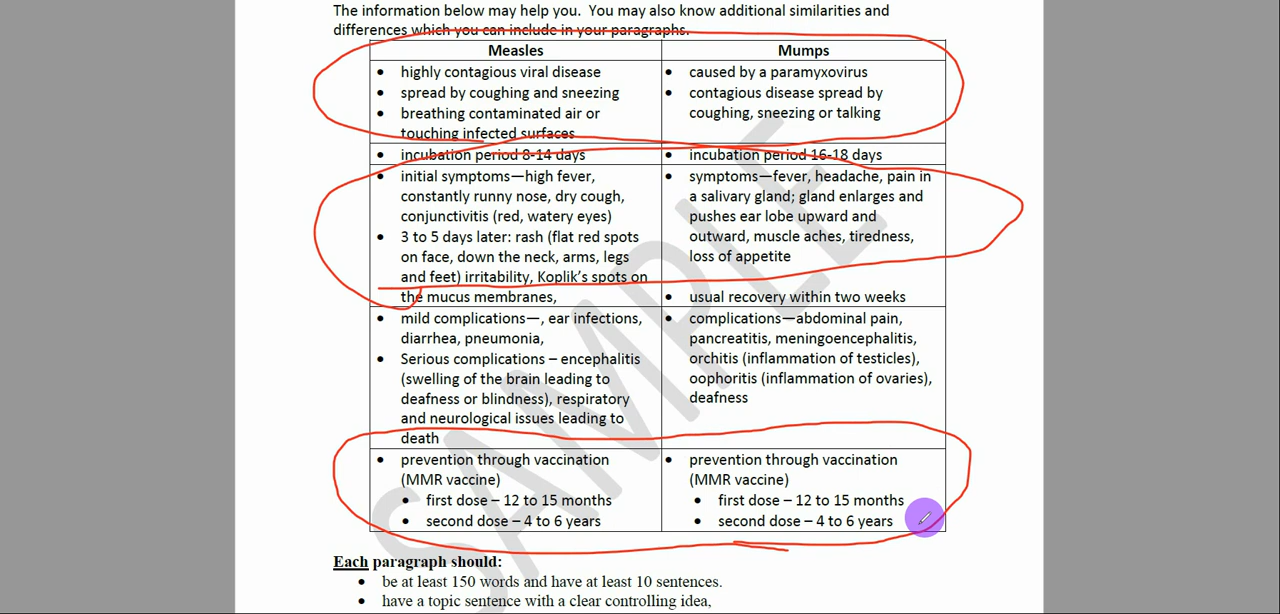 The information below may help you.  You may also know additional similarities and
differences which you can include in your paragraphs.
Measles
Mumps
• highly contagious viral disease
• spread by coughing and sneezing
• breathing contaminated air or
touching infected surfaces
• caused by a paramyxovirus
• contagious disease spread by
coughing, sneezing or talking
• incubation period 8-14 days
• incubation period 16-18 days
• initial symptoms—high fever,
constantly runny nose, dry cough,
conjunctivitis (red, watery eyes)
• 3 to 5 days later: rash (flat red spots
on face, down the neck, arms, legs
and feet) irritability, Koplik's spots on
the mucus membranes,
• symptoms—fever, headache, pain in
a salivary gland; gland enlarges and
pushes ear lobe upward and
outward, muscle aches, tiredness,
loss of appetite
• usual recovery within two weeks
• mild complications—, ear infections,
diarrhea, pneumonia,
• Serious complications – encephalitis
(swelling of the brain leading to
deafness or blindness), respiratory
and neurological issues leading to
death
• complications—abdominal pain,
pancreatitis, meningoencephalitis,
orchitis (inflammation of testicles),
oophoritis (inflammation of ovaries),
deafness
• prevention through vaccination
(MMR vaccine)
• first dose – 12 to 15 months
• second dose – 4 to 6 years
• prevention through vaccination
(MMR vaccine)
• first dose – 12 to 15 months
• second dose – 4 to 6 years
Each paragraph should:
• be at least 150 words and have at least 10 sentences.
• have a topic sentence with a clear controlling idea,
SAMPLE